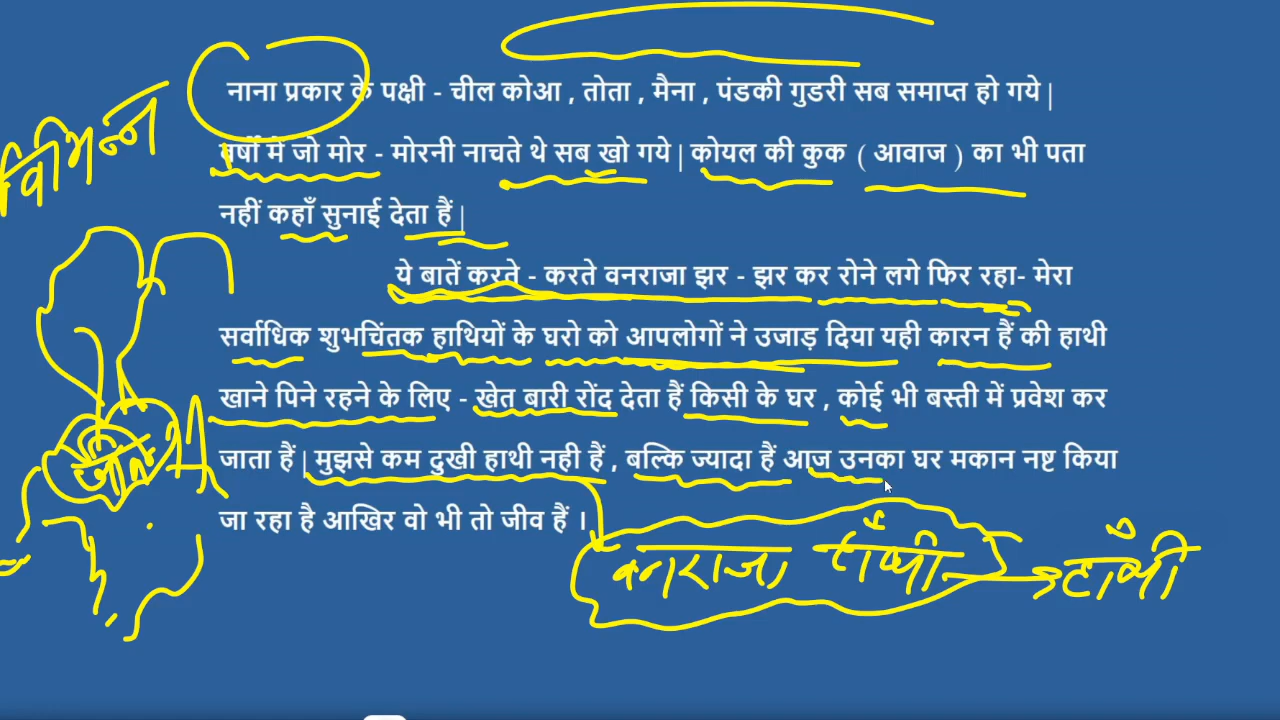 नाना प्रकार के पक्षी - चील कोआ , तोता , मैना , पंडकी गुडरी सब समाप्त हो गये |
विभिन्न
वर्षा में जो मोर - मोरनी नाचते थे सब खो गये | कोयल की कुक ( आवाज ) का भी पता
नहीं कहाँ सुनाई देता हैं |
ये बातें करते - करते वनराजा झर - झर कर रोने लगे फिर रहा- मेरा
सर्वाधिक शुभचिंतक हाथियों के घरो को आपलोगों ने उजाड़ दिया यही कारन हैं की हाथी
खाने पिने रहने के लिए - खेत बारी रोंद देता हैं किसी के घर , कोई भी बस्ती में प्रवेश कर
जाता हैं | मुझसे कम दुखी हाथी नही हैं , बल्कि ज्यादा हैं आज उनका घर मकान नष्ट किया
जा रहा है आखिर वो भी तो जीव हैं ।
वनराजा